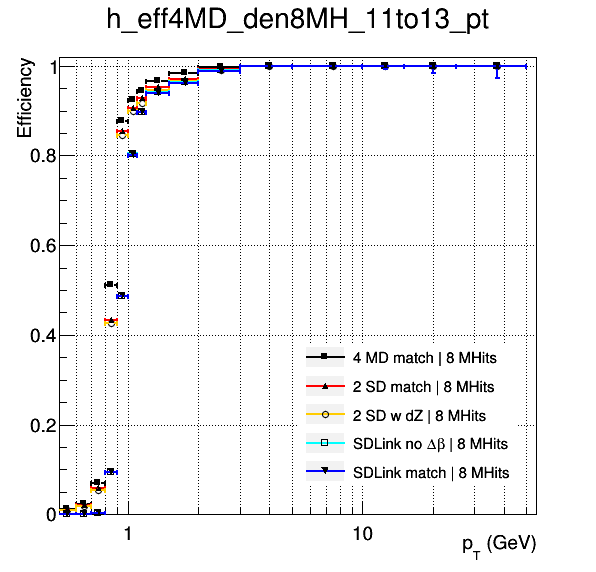 h_eff4MD_den8MH_11to13_pt
Efficiency
1
0.8
0.6
0.4
0.2
0
4 MD match | 8 MHits
2 SD match | 8 MHits
2 SD w dZ | 8 MHits
SDLink no Δβ | 8 MHits
SDLink match | 8 MHits
1 10
p_T (GeV)